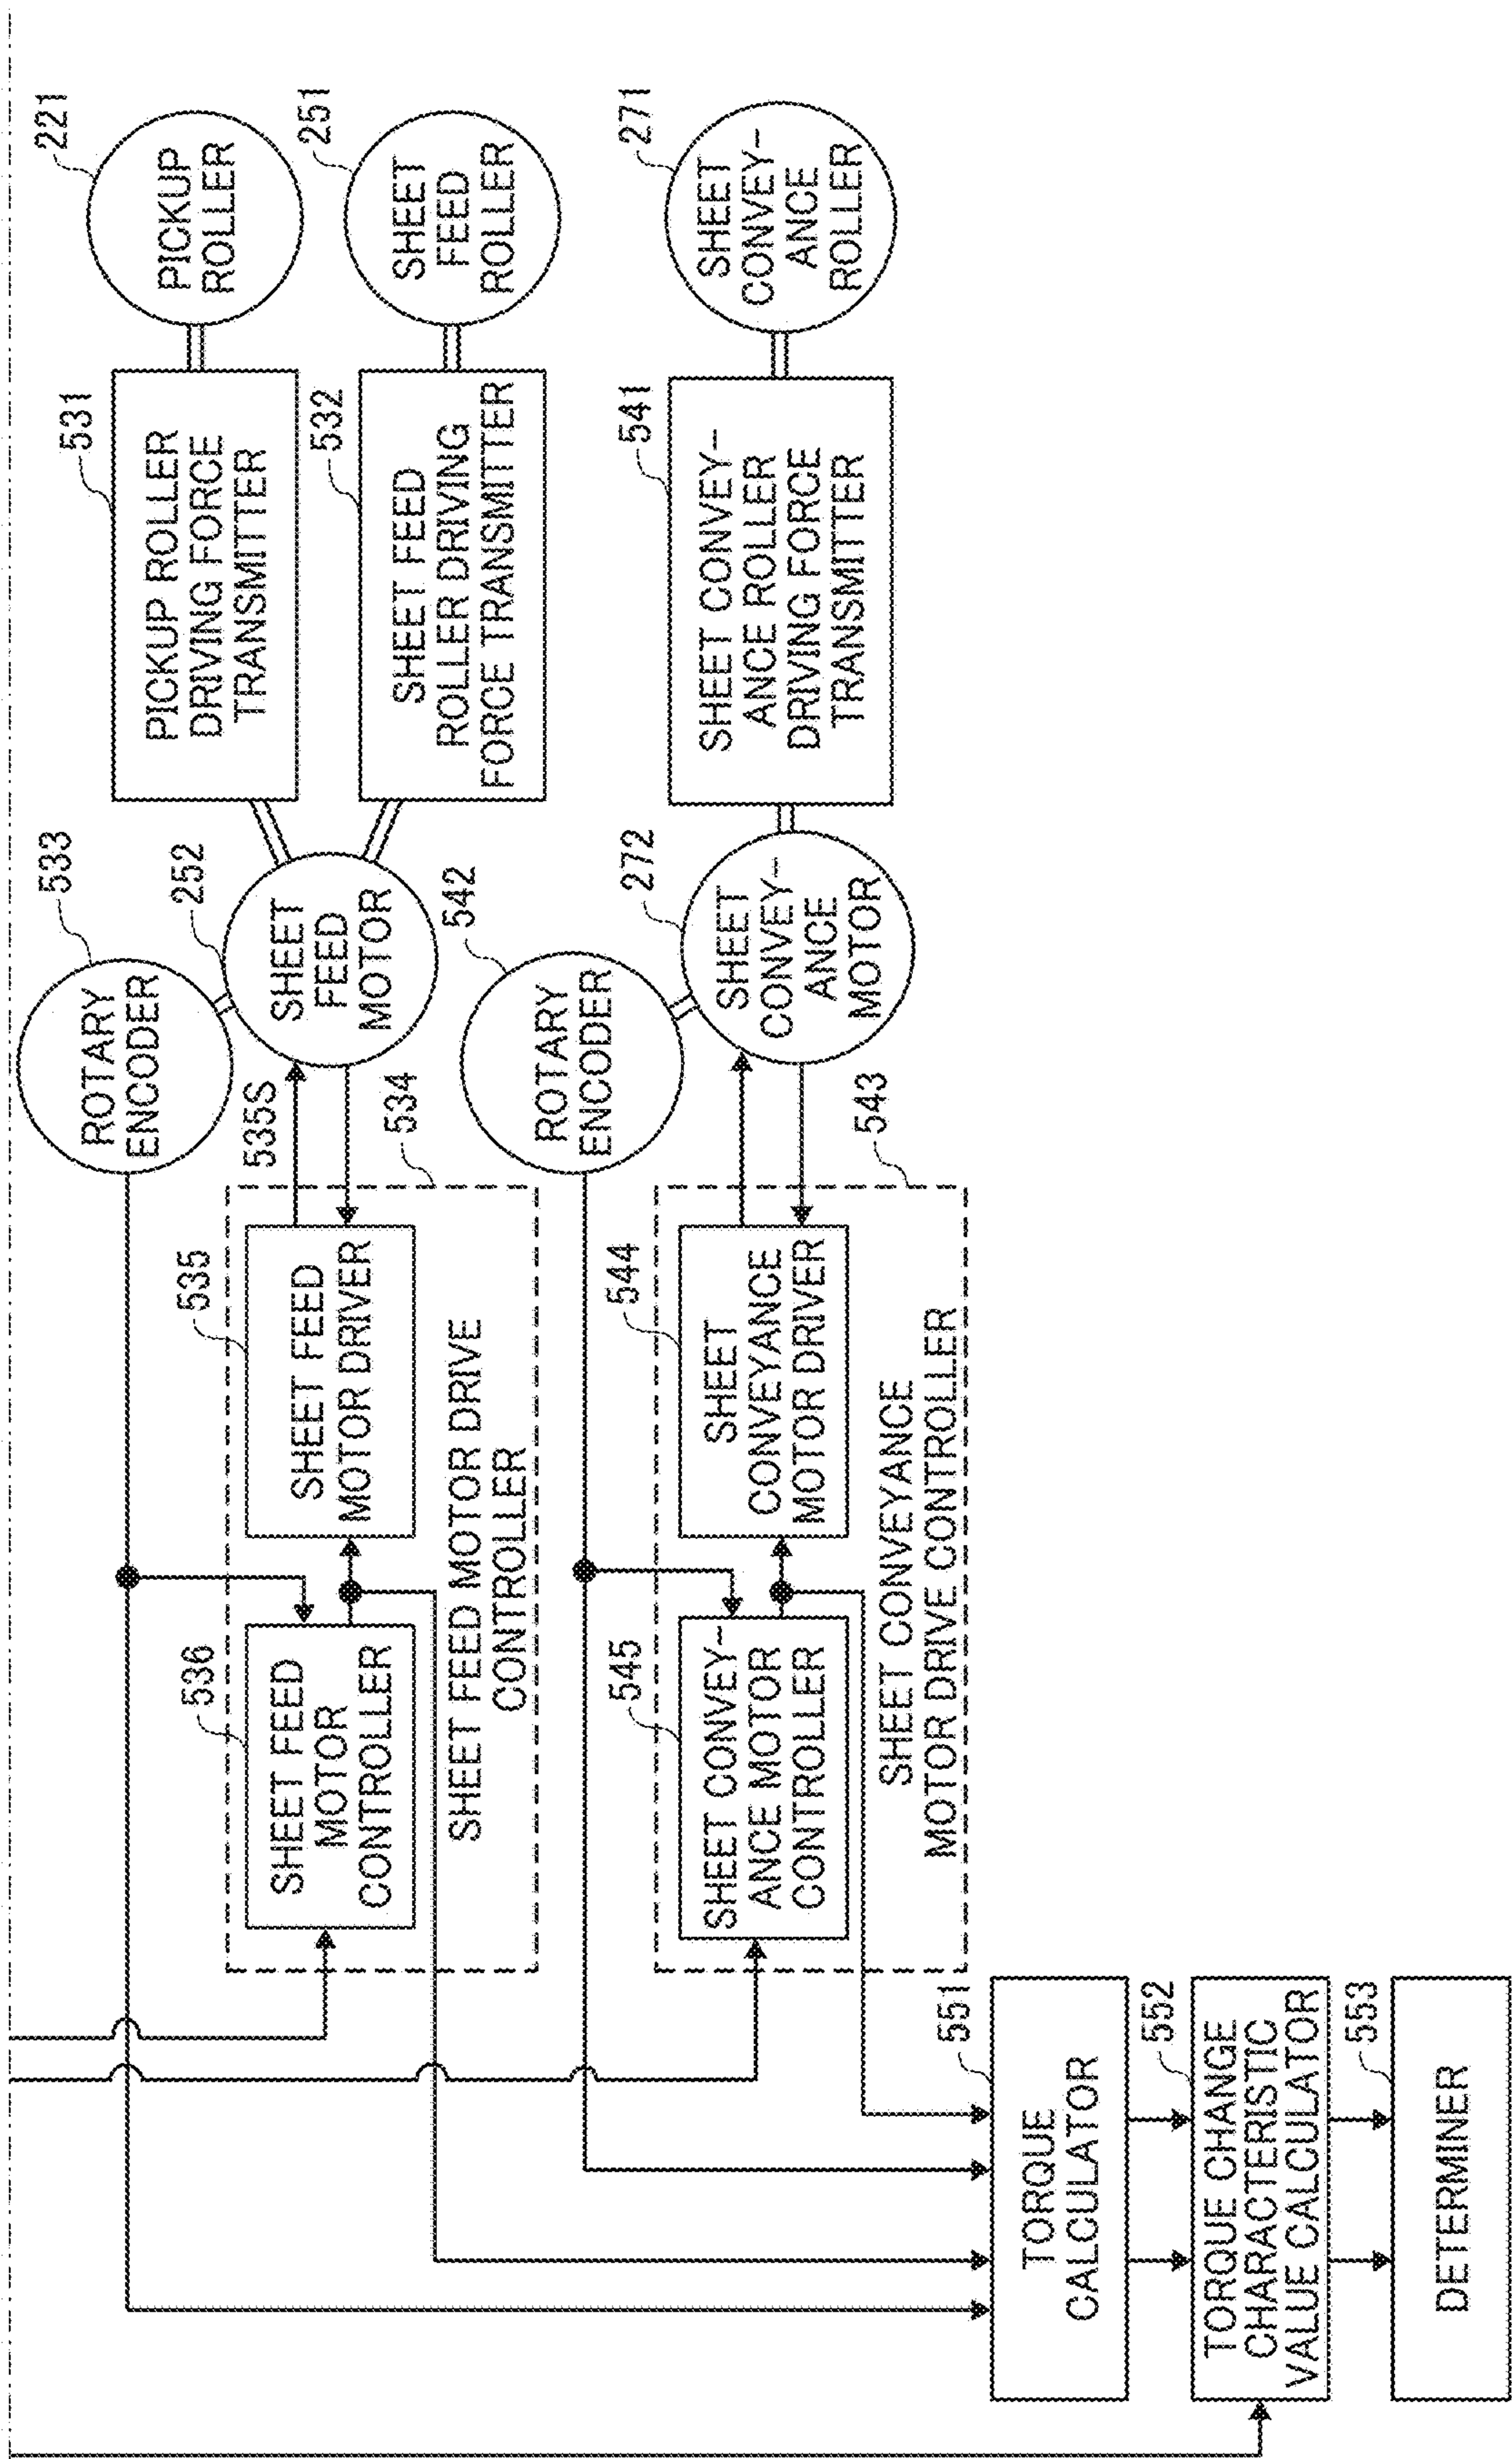 221
PICKUP
ROLLER
251
SHEET
FEED
ROLLER
271
SHEET
CONVEY-
ANCE
ROLLER
531
PICKUP ROLLER
DRIVING FORCE
TRANSMITTER
532
SHEET FEED
ROLLER DRIVING
FORCE TRANSMITTER
541
SHEET CONVEY-
ANCE ROLLER
DRIVING FORCE
TRANSMITTER
533
ROTARY
ENCODER
252
SHEET
FEED
MOTOR
542
ROTARY
ENCODER
272
SHEET
CONVEY-
ANCE
MOTOR
535S
534
543
535
SHEET FEED
MOTOR DRIVER
544
SHEET
CONVEYANCE
MOTOR DRIVER
536
SHEET FEED
MOTOR
CONTROLLER
SHEET FEED MOTOR DRIVE
CONTROLLER
545
SHEET CONVEY-
ANCE MOTOR
CONTROLLER
SHEET CONVEYANCE
MOTOR DRIVE CONTROLLER
551
TORQUE
CALCULATOR
552
TORQUE CHANGE
CHARACTERISTIC
VALUE CALCULATOR
553
DETERMINER